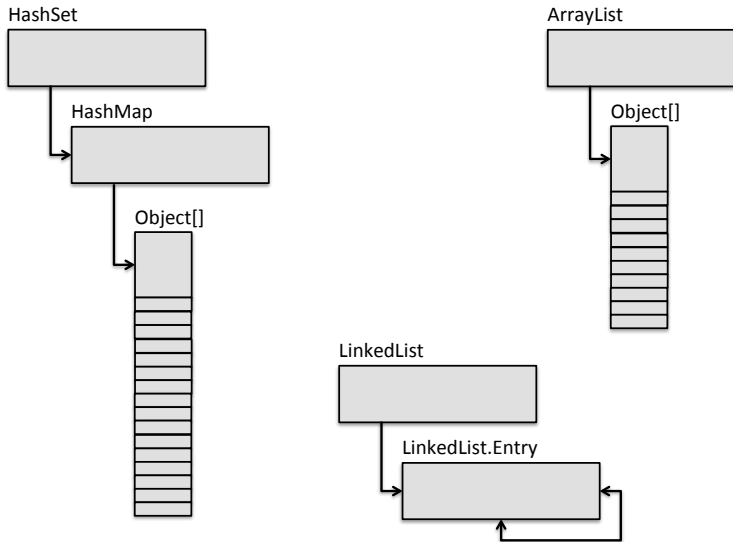 HashSet
HashMap
Object[]
ArrayList
Object[]
LinkedList
LinkedList.Entry